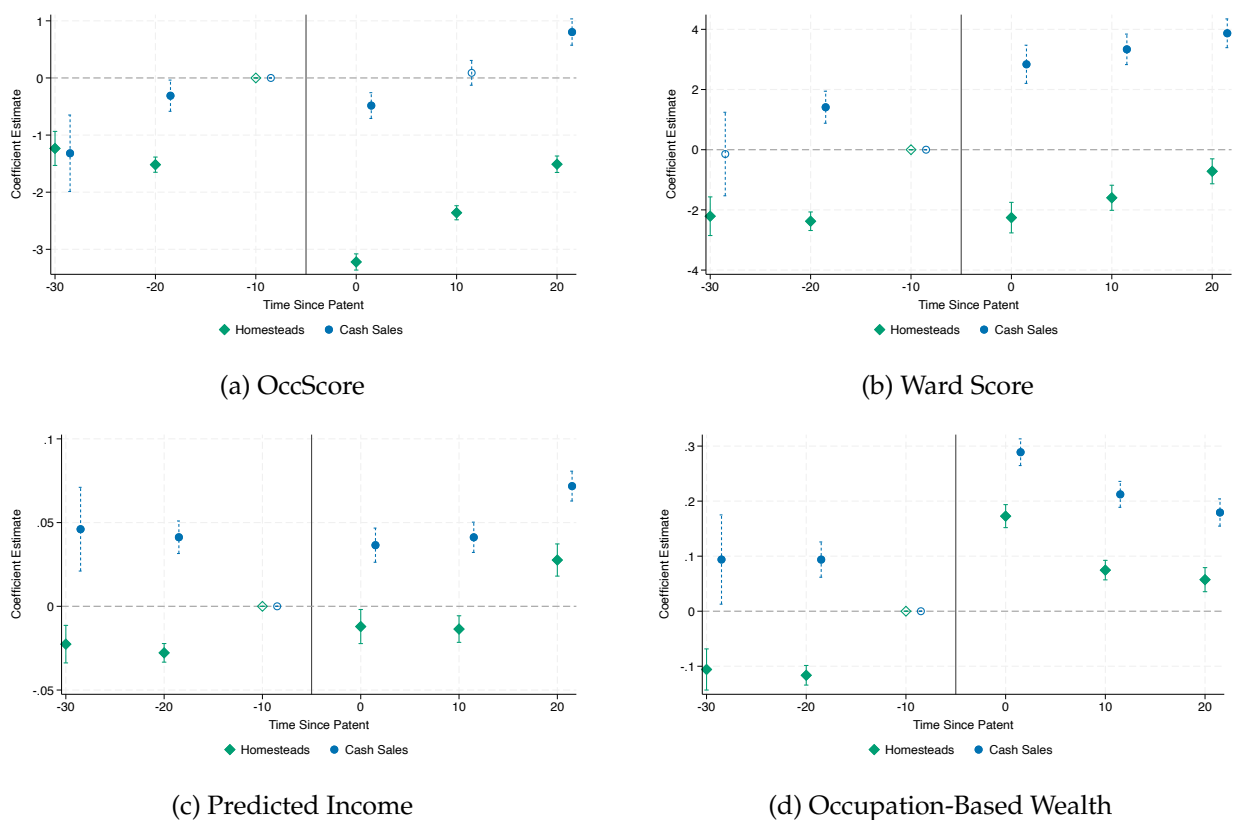 1
0
-1
-2
-3
Coefficient Estimate
-30 -20 -10 0 10 20
Time Since Patent
Homesteads Cash Sales
(a) OccScore
4
2
0
-2
-4
Coefficient Estimate
-30 -20 -10 0 10 20
Time Since Patent
Homesteads Cash Sales
(b) Ward Score
.1
.05
0
-.05
Coefficient Estimate
-30 -20 -10 0 10 20
Time Since Patent
Homesteads Cash Sales
(c) Predicted Income
.3
.2
.1
0
-.1
Coefficient Estimate
-30 -20 -10 0 10 20
Time Since Patent
Homesteads Cash Sales
(d) Occupation-Based Wealth